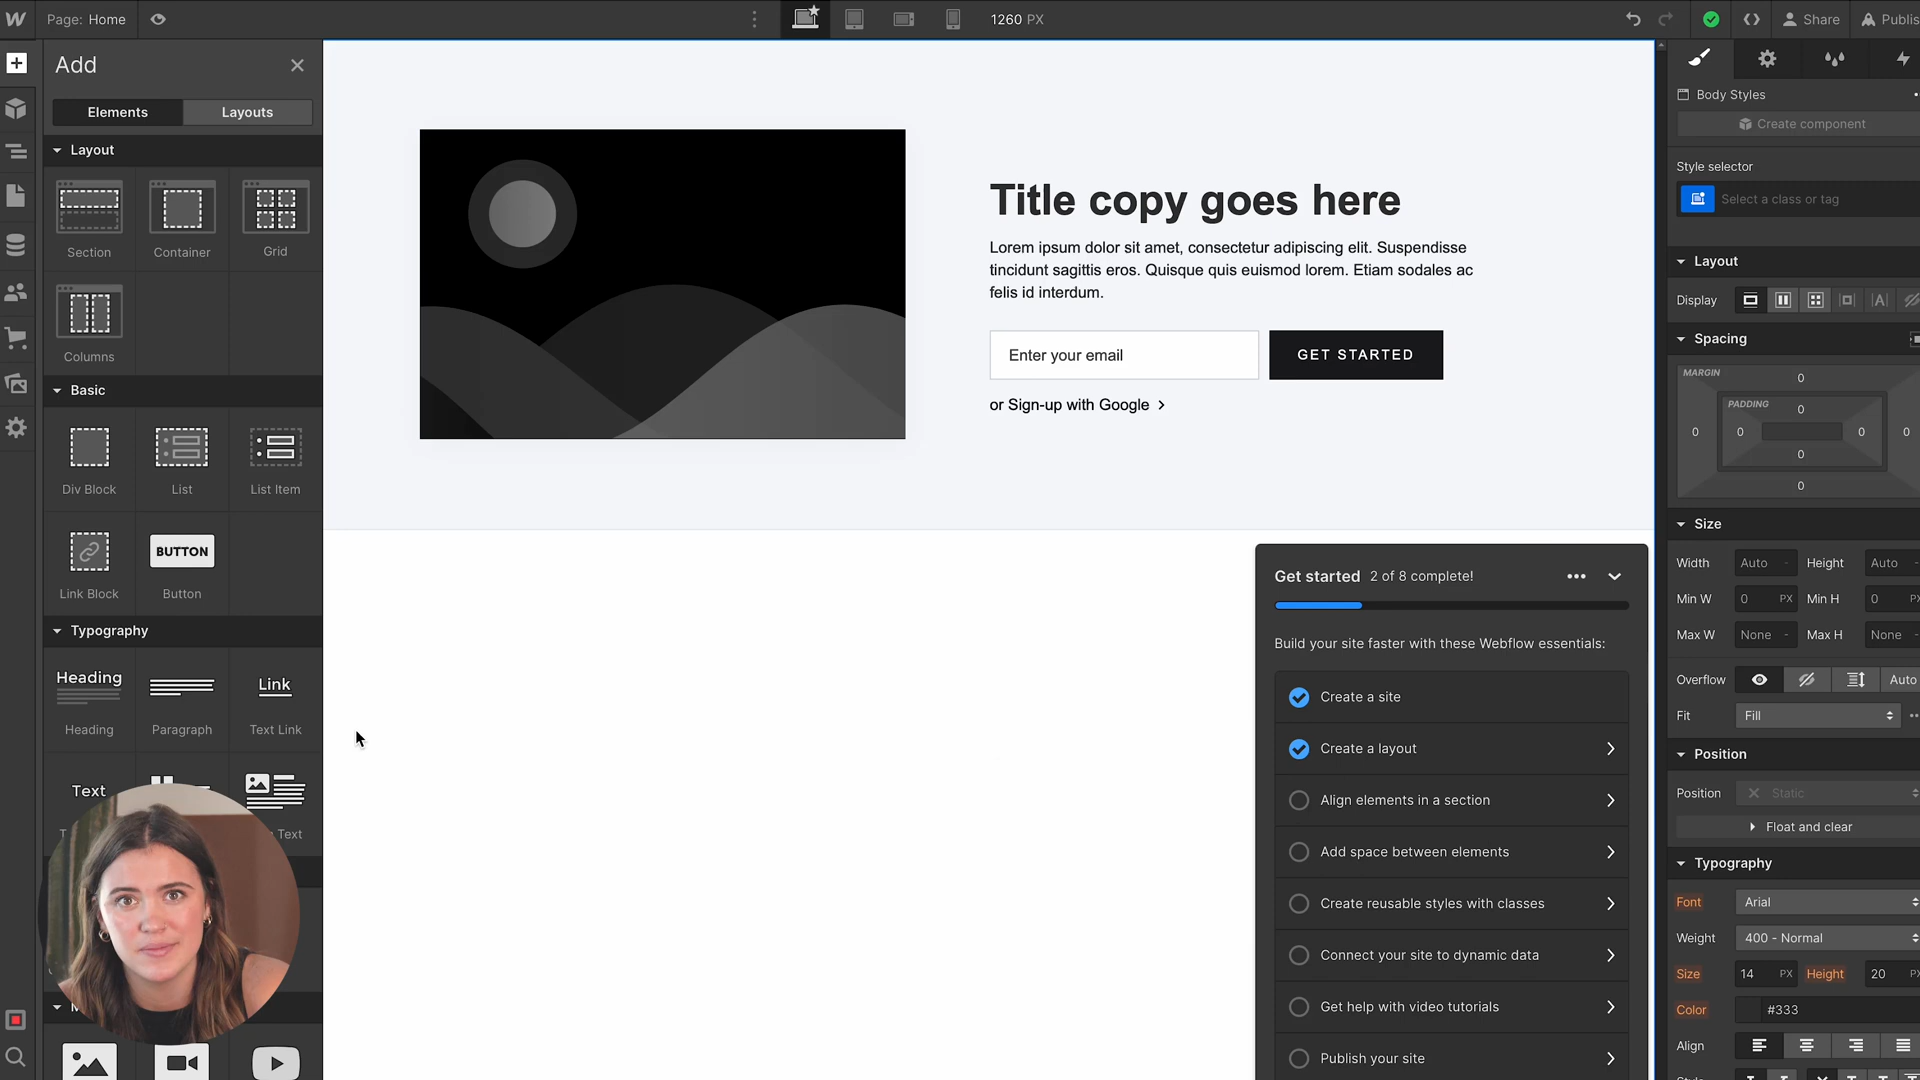 Page: Home
1260 PX
Share
Publis
Add
Elements
Layouts
Layout
Section
Container
Grid
Columns
Basic
Div Block
List
List Item
BUTTON
Link Block
Button
Typography
Heading
Link
Heading
Paragraph
Text Link
Text
Text
Title copy goes here
Lorem ipsum dolor sit amet, consectetur adipiscing elit. Suspendisse
tincidunt sagittis eros. Quisque quis euismod lorem. Etiam sodales ac
felis id interdum.
Enter your email
GET STARTED
or Sign-up with Google
Get started 2 of 8 complete!
Build your site faster with these Webflow essentials:
Create a site
Create a layout
Align elements in a section
Add space between elements
Create reusable styles with classes
Connect your site to dynamic data
Get help with video tutorials
Publish your site
Body Styles
Create component
Style selector
Select a class or tag
Layout
Display
Spacing
MARGIN
0
PADDING
0
0 0 0 0
0
0
Size
Width Auto - Height Auto -
Min W 0 PX Min H 0 PX
Max W None - Max H None -
Overflow Auto
Fit Fill
Position
Position Static
Float and clear
Typography
Font Arial
Weight 400 - Normal
Size 14 PX Height 20 PX
Color #333
Align